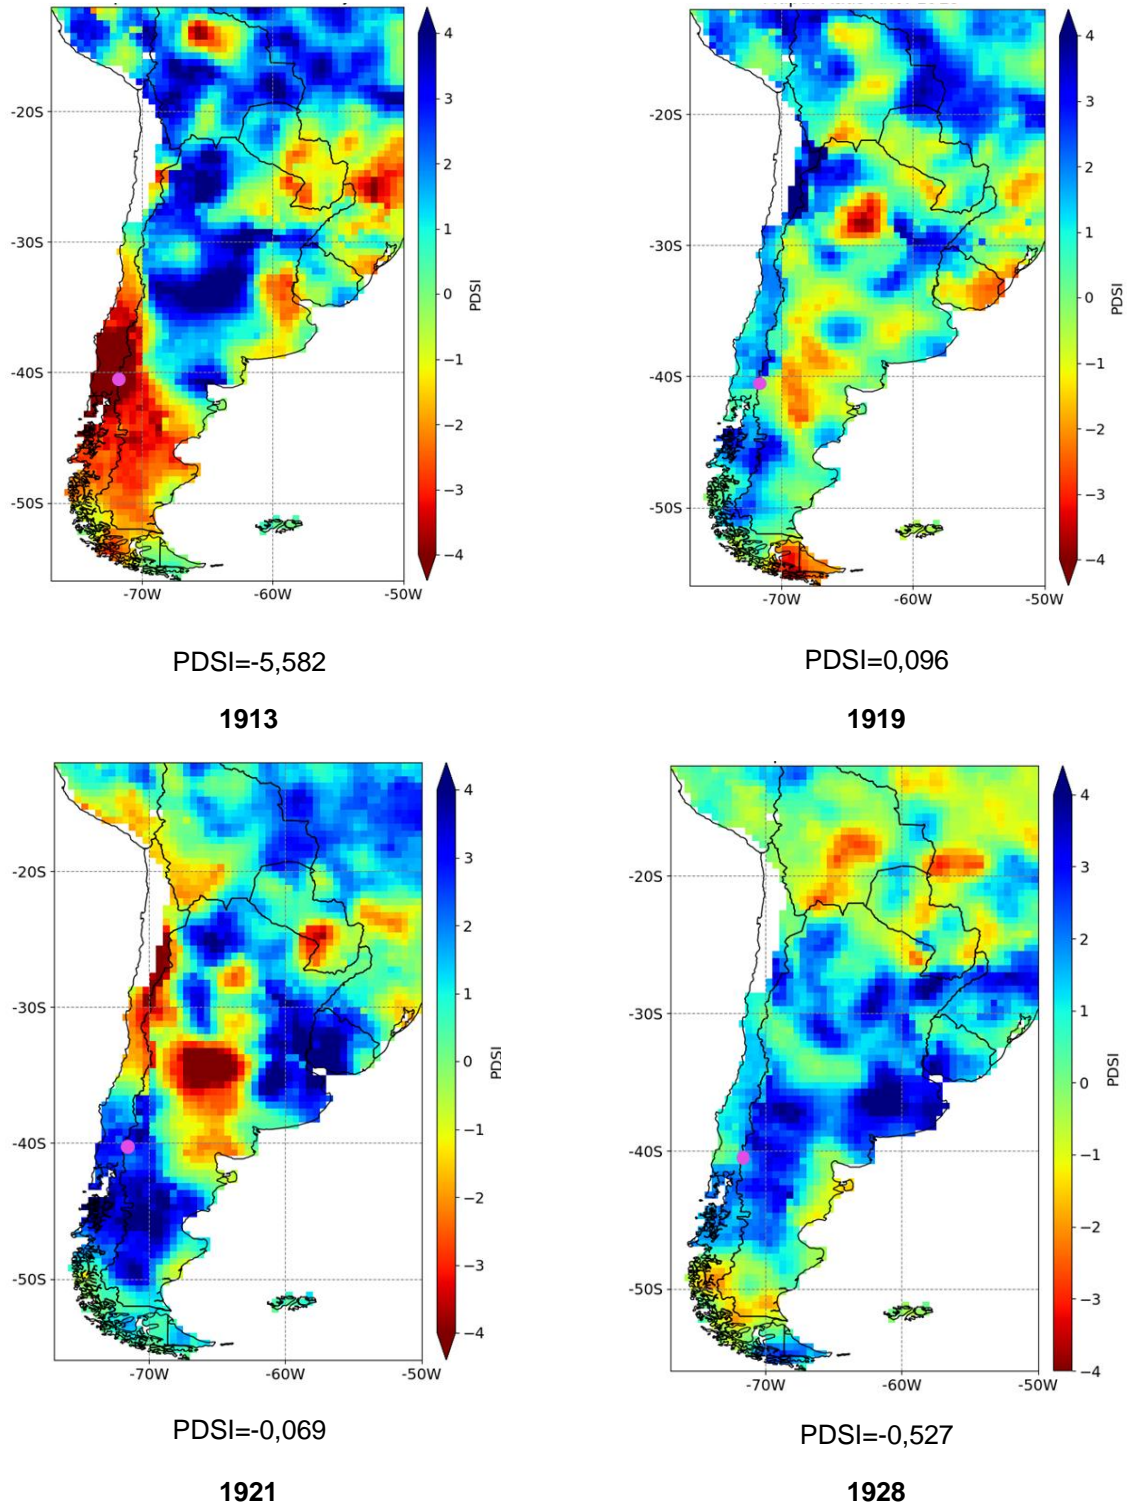 4
3
2
1
0
−1
−2
−3
−4
PDSI
-20S
-30S
-40S
-50S
-70W
-60W
-50W
4
3
2
1
0
−1
−2
−3
−4
PDSI
-20S
-30S
-40S
-50S
-70W
-60W
-50W
PDSI=-5,582
PDSI=0,096
1913
1919
4
3
2
1
0
−1
−2
−3
−4
PDSI
-20S
-30S
-40S
-50S
-70W
-60W
-50W
4
3
2
1
0
−1
−2
−3
−4
PDSI
-20S
-30S
-40S
-50S
-70W
-60W
-50W
PDSI=-0,069
PDSI=-0,527
1921
1928